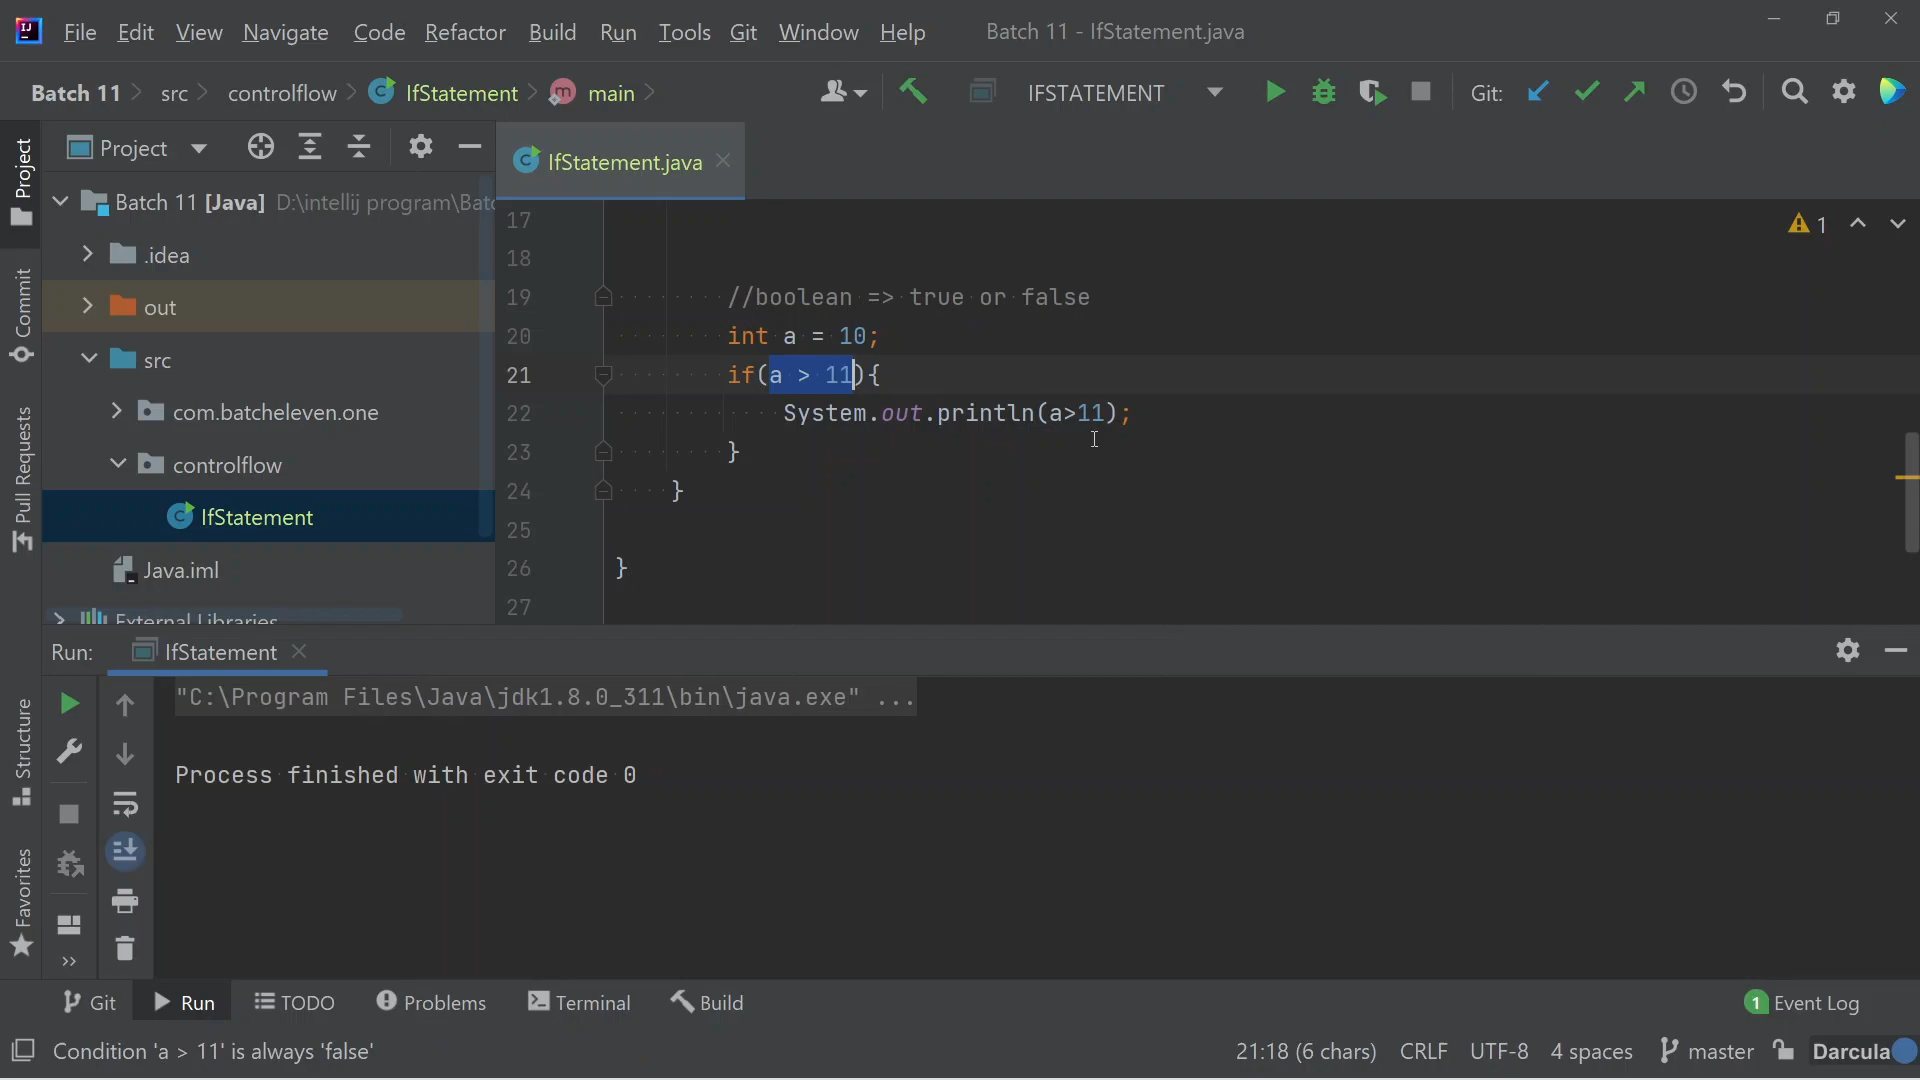 File Edit View Navigate Code Refactor Build Run Tools Git Window Help Batch 11 - IfStatement.java
Batch 11 src controlflow IfStatement main IFSTATEMENT Git:
Project
Commit
Pull Requests
Structure
Favorites
Project
Batch 11 [Java] D:\intellij program\Batc
.idea
out
src
com.batcheleven.one
controlflow
IfStatement
Java.iml
External Libraries
IfStatement.java
1
17
18
19 //boolean => true or false
20 int a = 10;
21 if(a > 11){
22 System.out.println(a>11);
23 }
24 }
25
26 }
27
Run: IfStatement
"C:\Program Files\Java\jdk1.8.0_311\bin\java.exe" ...
Process finished with exit code 0
Git Run TODO Problems Terminal Build 1 Event Log
Condition 'a > 11' is always 'false' 21:18 (6 chars) CRLF UTF-8 4 spaces master Darcula